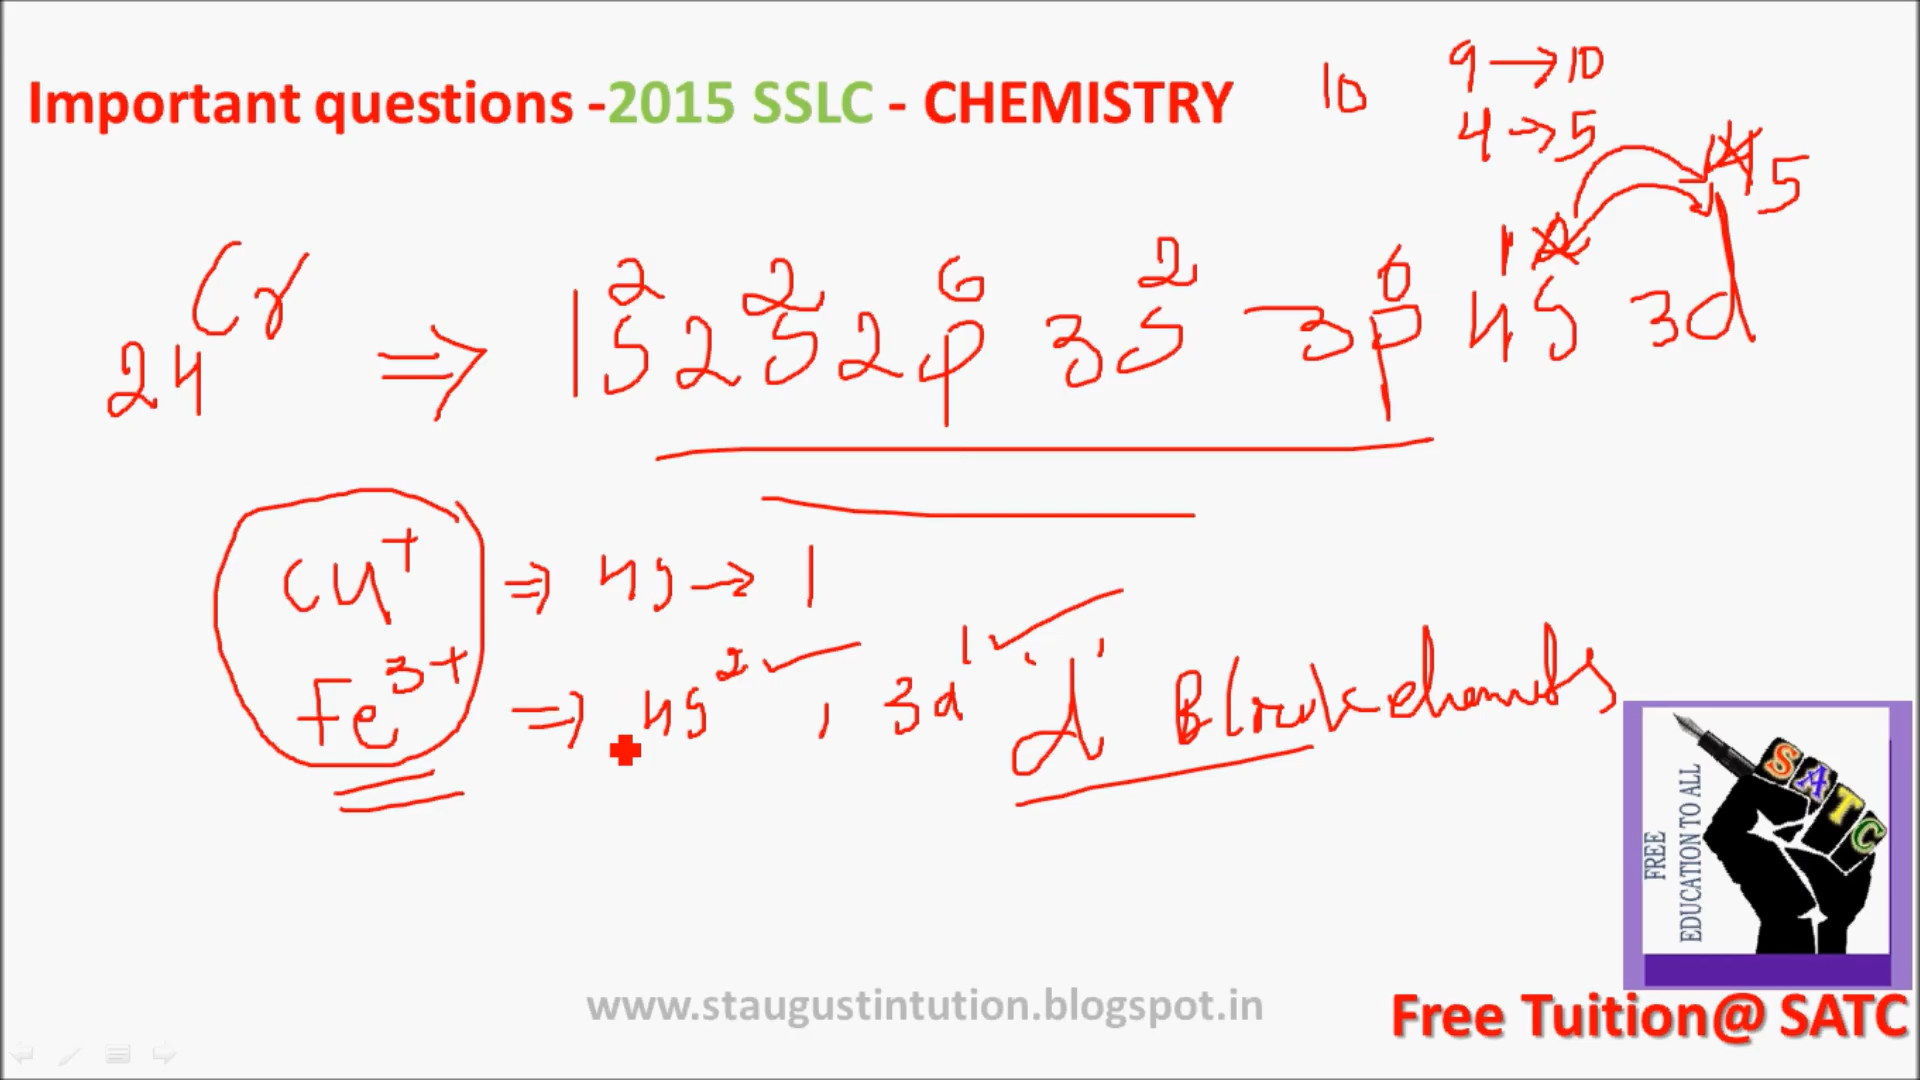 Important questions -2015 SSLC - CHEMISTRY
10
9 → 10
4 → 5
24Cr ⇒ 1s² 2s² 2p⁶ 3s² 3p⁶ 4s¹ 3d 5
Cu⁺ ⇒ 4s → 1
Fe³⁺ ⇒ 4s² , 3d¹ 'd' Block elements
SATC
FREE
EDUCATION TO ALL
www.staugustintution.blogspot.in
Free Tuition@ SATC